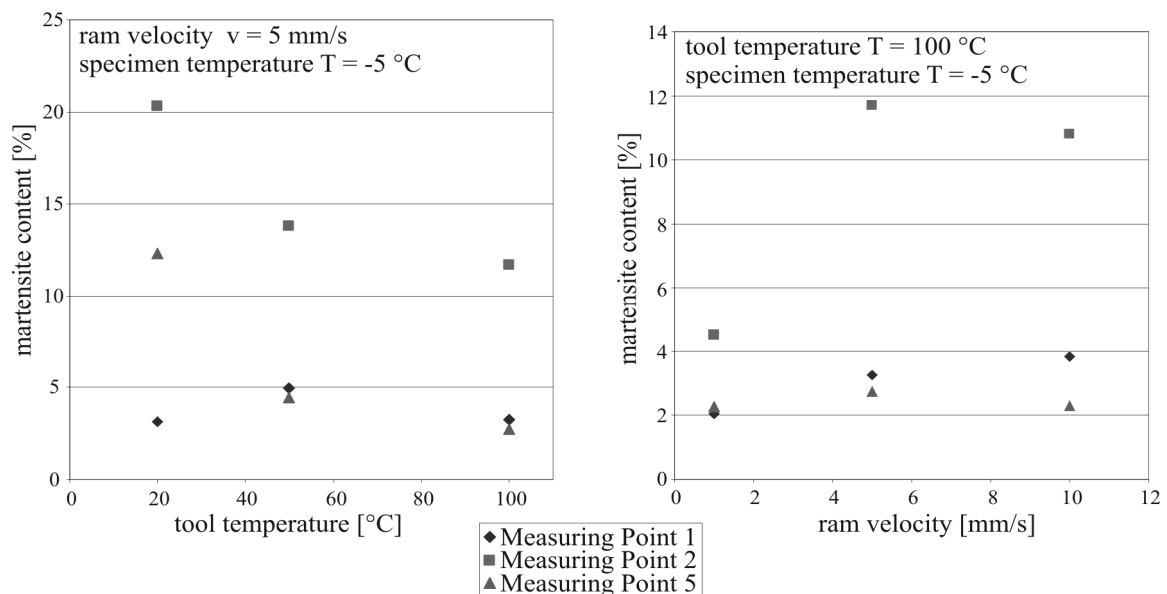 25
20
15
10
5
0
martensite content [%]
ram velocity v = 5 mm/s
specimen temperature T = -5 °C
0 20 40 60 80 100
tool temperature [°C]
14
12
10
8
6
4
2
0
martensite content [%]
tool temperature T = 100 °C
specimen temperature T = -5 °C
0 2 4 6 8 10 12
ram velocity [mm/s]
Measuring Point 1
Measuring Point 2
Measuring Point 5